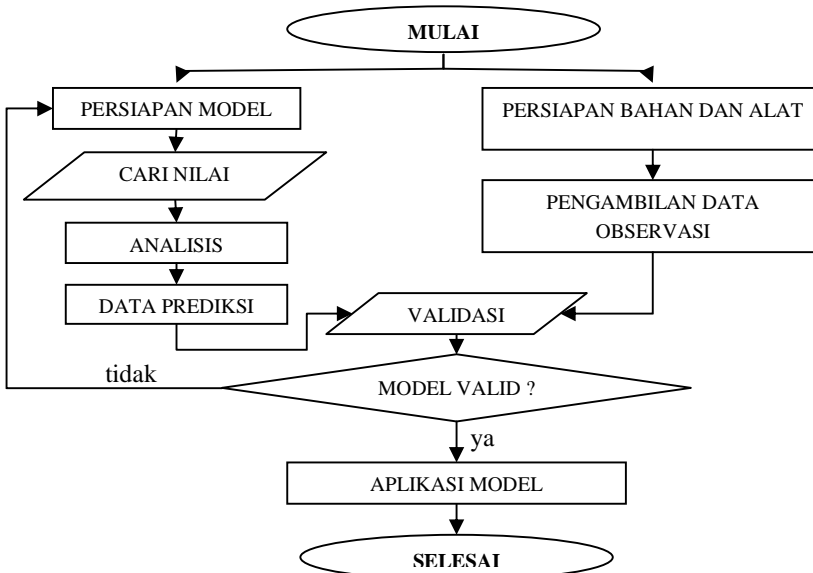 MULAI
PERSIAPAN MODEL
PERSIAPAN BAHAN DAN ALAT
CARI NILAI
PENGAMBILAN DATA
OBSERVASI
ANALISIS
DATA PREDIKSI
VALIDASI
tidak
MODEL VALID ?
ya
APLIKASI MODEL
SELESAI